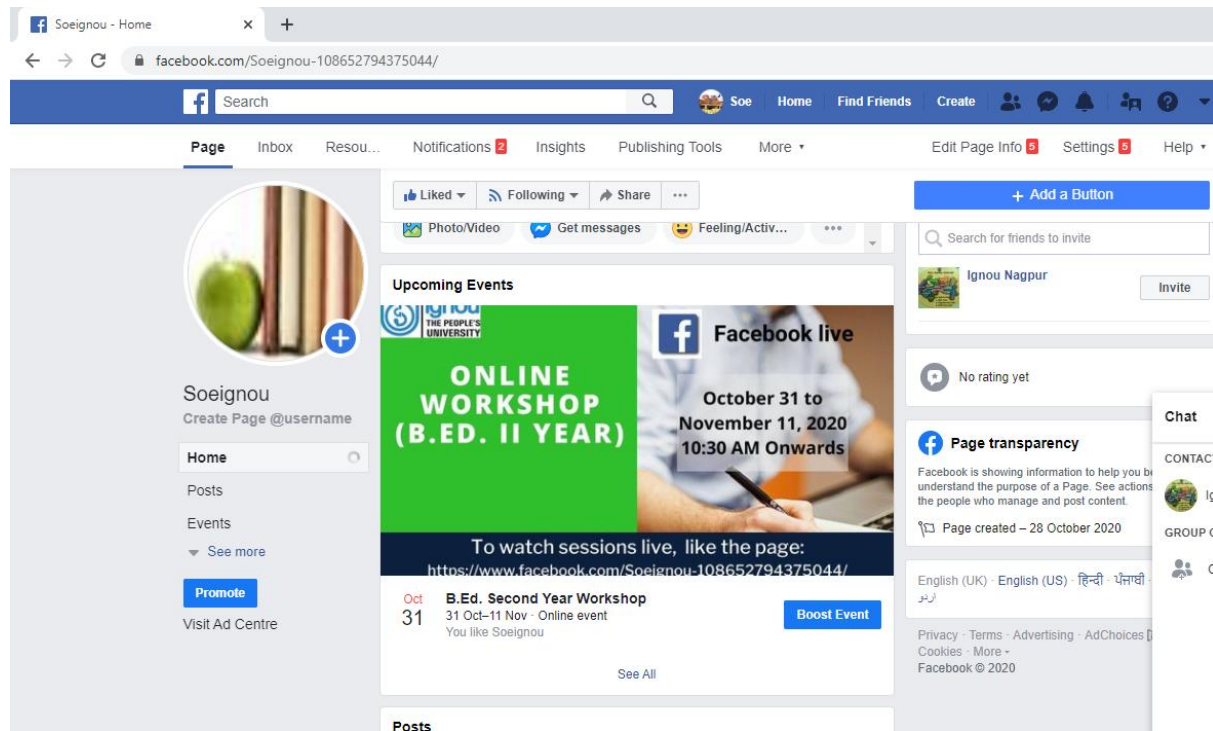 Soeignou - Home
facebook.com/Soeignou-108652794375044/
Search
Soe Home Find Friends Create
Page Inbox Resou... Notifications 2 Insights Publishing Tools More Edit Page Info 5 Settings 5 Help
Liked Following Share ...
+ Add a Button
Photo/Video Get messages Feeling/Activ... ...
Search for friends to invite
Ignou Nagpur
Invite
Soeignou
Create Page @username
Home
Posts
Events
See more
Promote
Visit Ad Centre
Upcoming Events
ignou
THE PEOPLE'S
UNIVERSITY
ONLINE
WORKSHOP
(B.ED. II YEAR)
Facebook live
October 31 to
November 11, 2020
10:30 AM Onwards
To watch sessions live, like the page:
https://www.facebook.com/Soeignou-108652794375044/
Oct
31
B.Ed. Second Year Workshop
31 Oct–11 Nov · Online event
You like Soeignou
Boost Event
See All
Posts
No rating yet
Page transparency
Facebook is showing information to help you be
understand the purpose of a Page. See actions
the people who manage and post content.
Page created – 28 October 2020
English (UK) · English (US) · हिन्दी · ਪੰਜਾਬੀ ·
اردو
Privacy · Terms · Advertising · AdChoices
Cookies · More
Facebook © 2020
Chat
CONTAC
Ig
GROUP